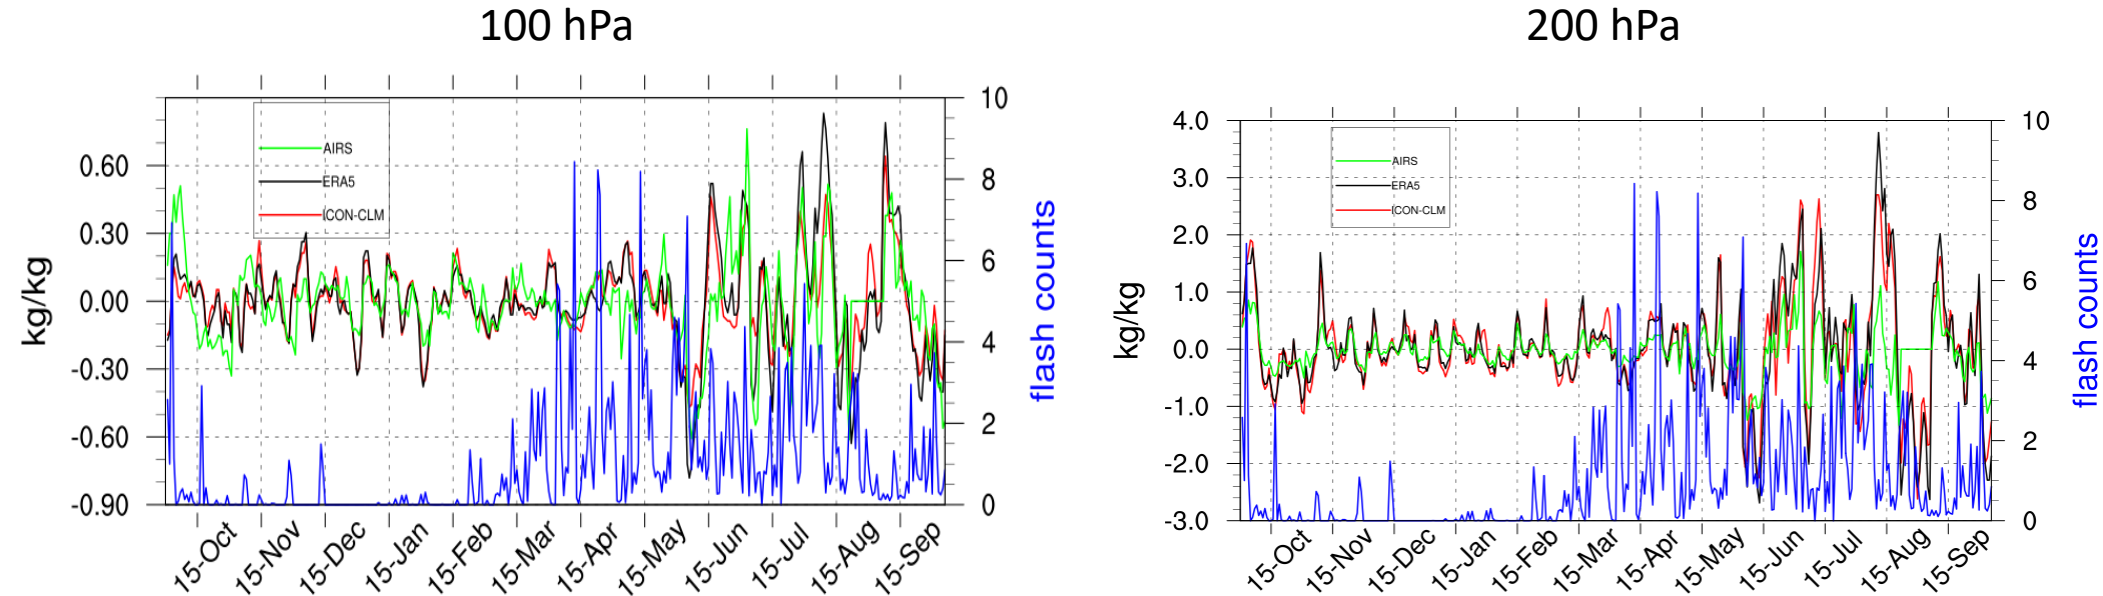 100 hPa
10
8
6
4
2
0
0.60
0.30
0.00
-0.30
-0.60
-0.90
kg/kg
flash counts
AIRS
ERA5
ICON-CLM
15-Oct
15-Nov
15-Dec
15-Jan
15-Feb
15-Mar
15-Apr
15-May
15-Jun
15-Jul
15-Aug
15-Sep
200 hPa
4.0
3.0
2.0
1.0
0.0
-1.0
-2.0
-3.0
kg/kg
10
8
6
4
2
0
flash counts
AIRS
ERA5
ICON-CLM
15-Oct
15-Nov
15-Dec
15-Jan
15-Feb
15-Mar
15-Apr
15-May
15-Jun
15-Jul
15-Aug
15-Sep